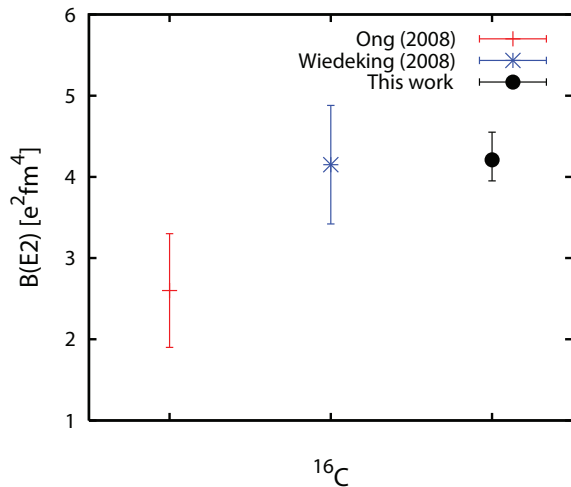 Ong (2008)
Wiedeking (2008)
This work
6
5
4
3
2
1
B(E2) [e²fm⁴]
¹⁶C